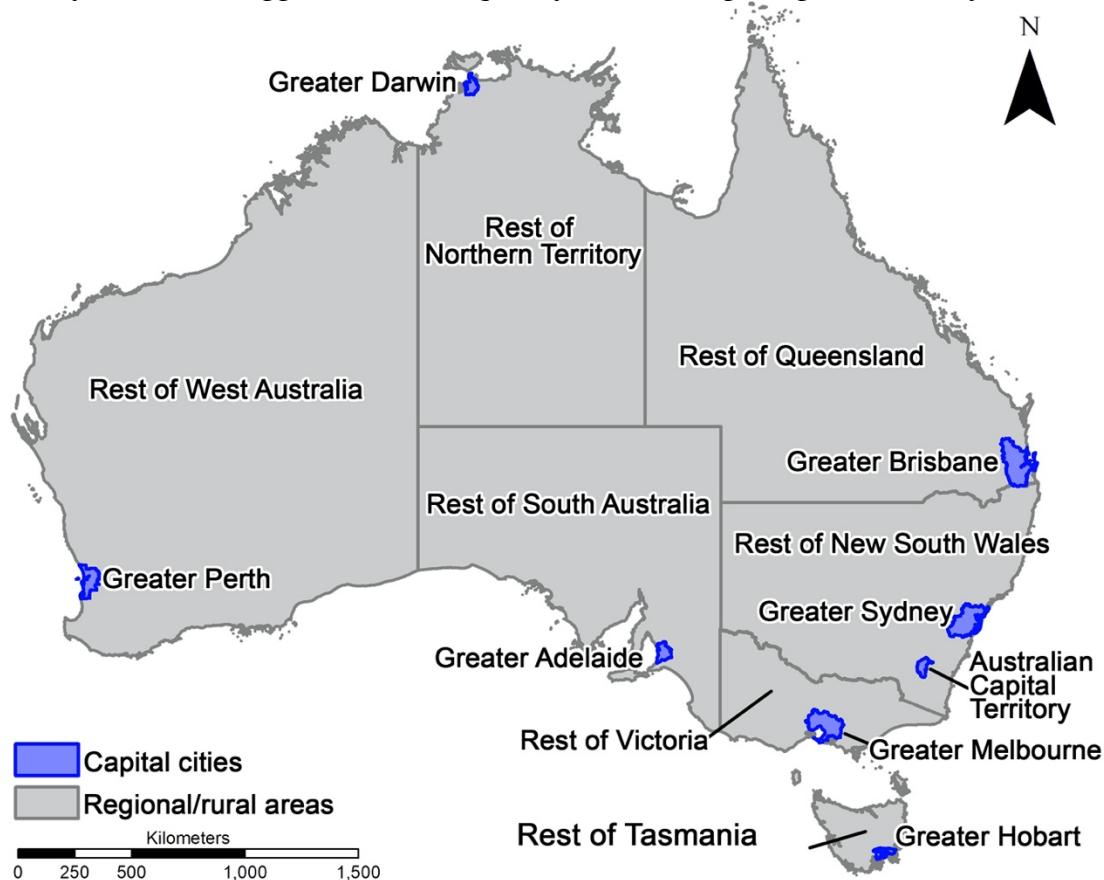 N
Greater Darwin
Rest of
Northern Territory
Rest of Queensland
Rest of West Australia
Greater Brisbane
Rest of South Australia
Rest of New South Wales
Greater Perth
Greater Sydney
Greater Adelaide
Australian
Capital
Territory
Rest of Victoria
Greater Melbourne
Capital cities
Regional/rural areas
Rest of Tasmania
Greater Hobart
Kilometers
0 250 500 1,000 1,500